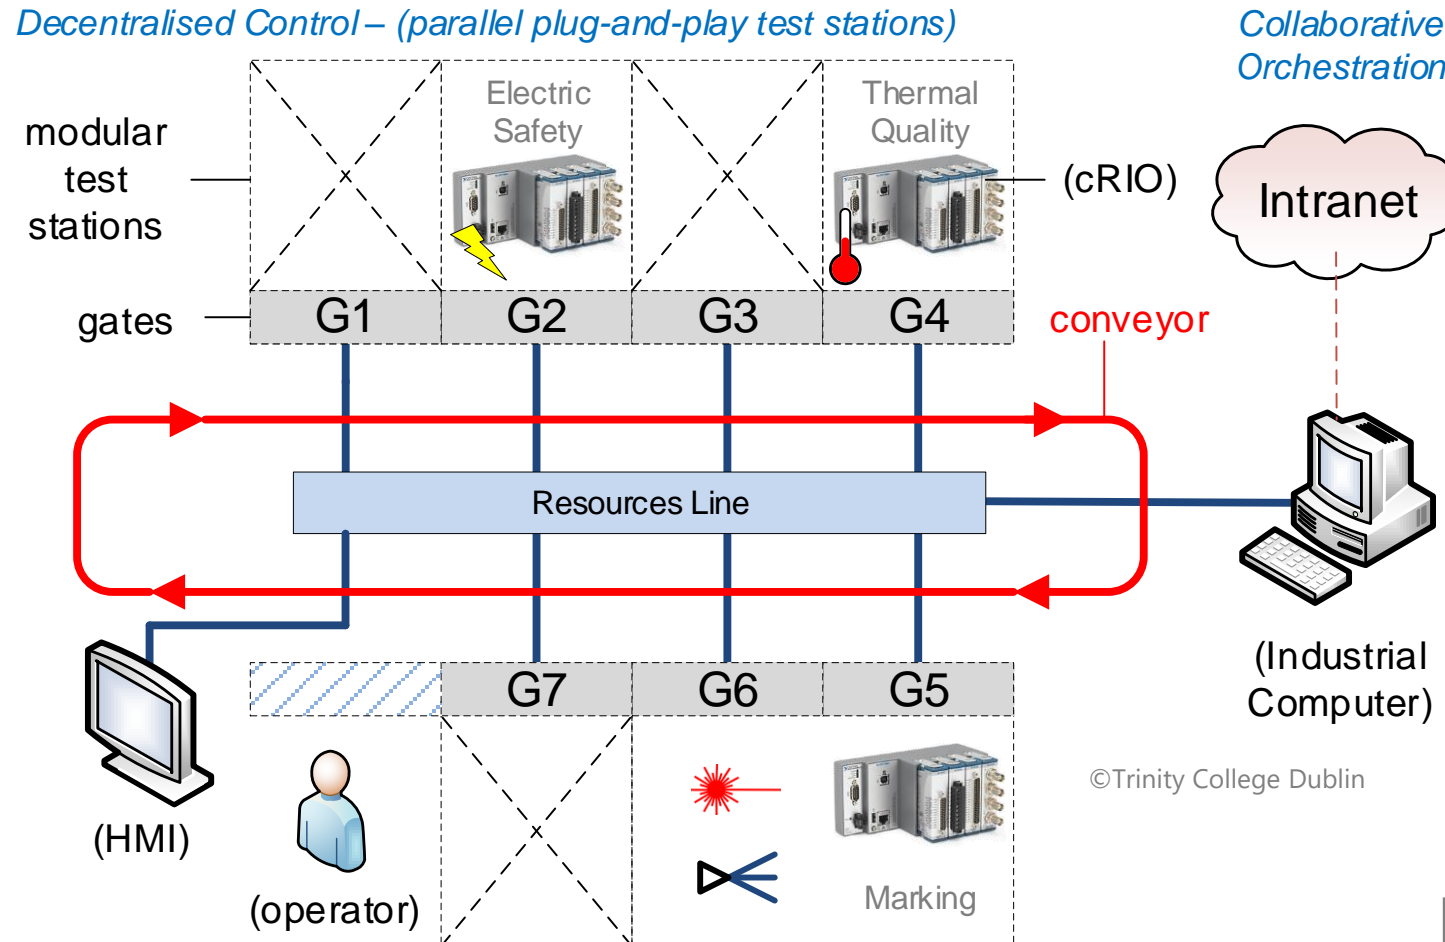 Decentralised Control – (parallel plug-and-play test stations)
Collaborative
Orchestration
modular
test
stations
Electric
Safety
Thermal
Quality
(cRIO)
Intranet
gates
G1
G2
G3
G4
conveyor
Resources Line
G7
G6
G5
(Industrial
Computer)
©Trinity College Dublin
(HMI)
(operator)
Marking